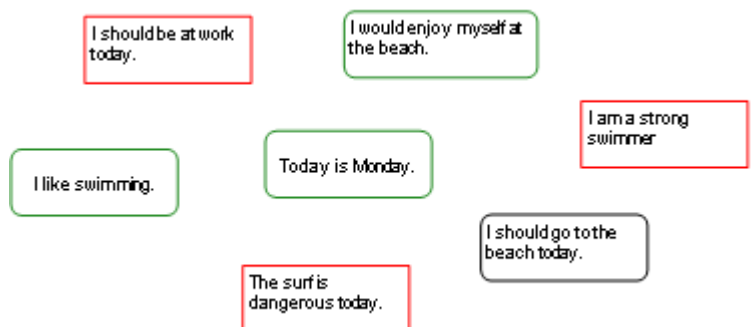 I should be at work
today.
I would enjoy myself at
the beach.
I am a strong
swimmer
I like swimming.
Today is Monday.
I should go to the
beach today.
The surf is
dangerous today.